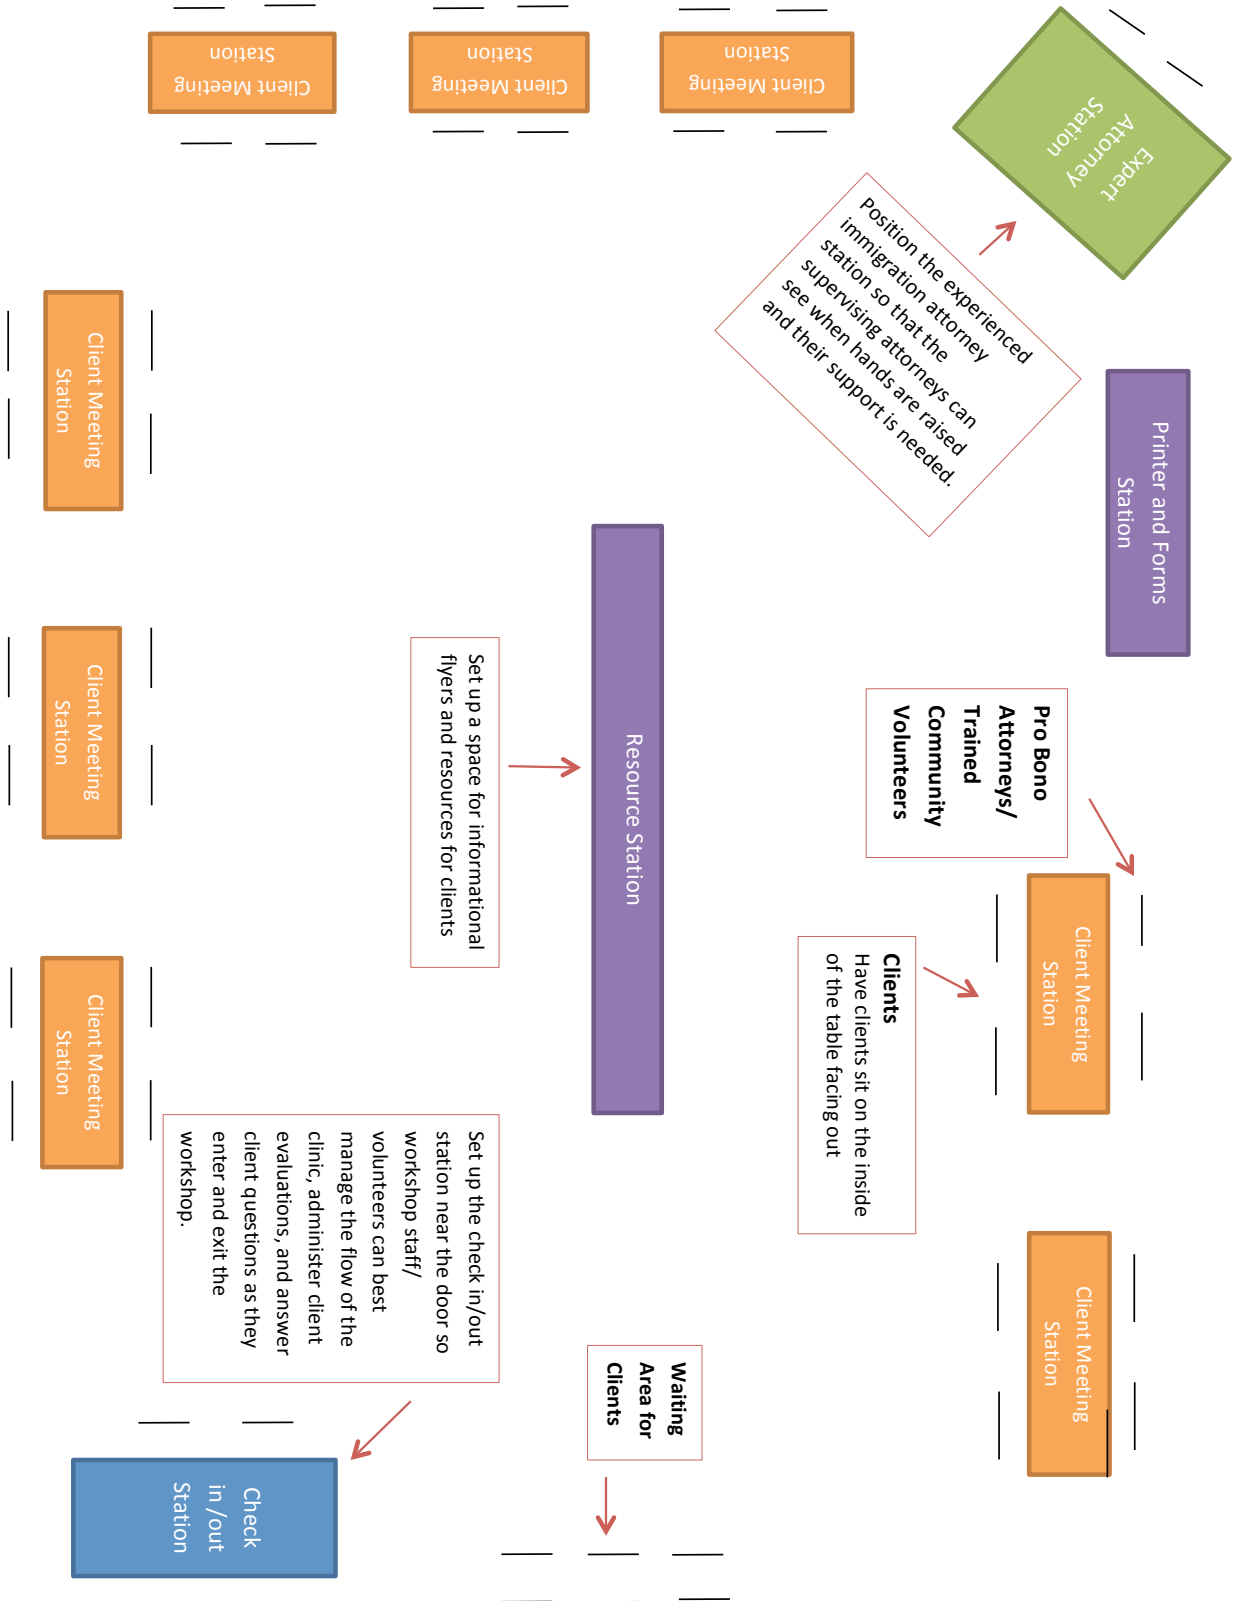 Expert
Attorney
Station
Printer and Forms
Station
Client Meeting
Station
Client Meeting
Station
Position the experienced
immigration attorney
station so that the
supervising attorneys can
see when hands are raised
and their support is needed.
Pro Bono
Attorneys/
Trained
Community
Volunteers
Clients
Have clients sit on the inside
of the table facing out
Client Meeting
Station
Client Meeting
Station
Client Meeting
Station
Resource Station
Waiting
Area for
Clients
Set up a space for informational
flyers and resources for clients
Set up the check in/out
station near the door so
workshop staff/
volunteers can best
manage the flow of the
clinic, administer client
evaluations, and answer
client questions as they
enter and exit the
workshop.
Check
in /out
Station
Client Meeting
Station
Client Meeting
Station
Client Meeting
Station